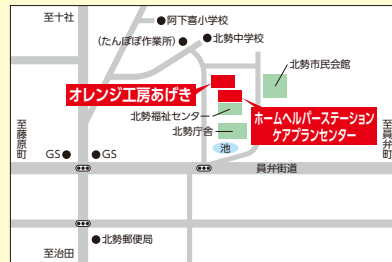 至十社
阿下喜小学校
(たんぽぽ作業所)
北勢中学校
北勢市民会館
オレンジ工房あげき
北勢福祉センター
ホームヘルパーステーション
ケアプランセンター
北勢庁舎
至藤原町
GS
GS
池
至員弁町
員弁街道
北勢郵便局
至治田